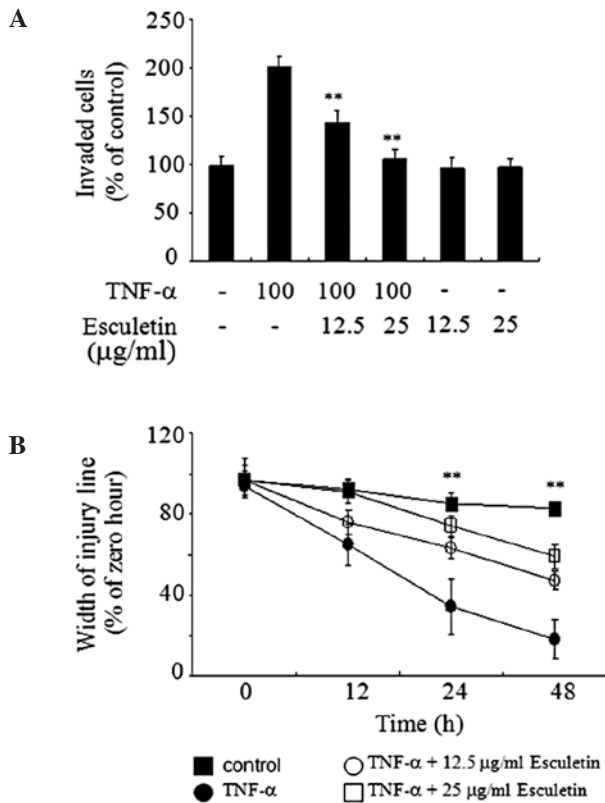 A
Invaded cells
(% of control)
250
200
150
100
50
0
** **
TNF-α - 100 100 100 - -
Esculetin - - 12.5 25 12.5 25
(μg/ml)
B
Width of injury line
(% of zero hour)
120
80
40
0
** **
0 12 24 48
Time (h)
control
TNF-α
TNF-α + 12.5 μg/ml Esculetin
TNF-α + 25 μg/ml Esculetin